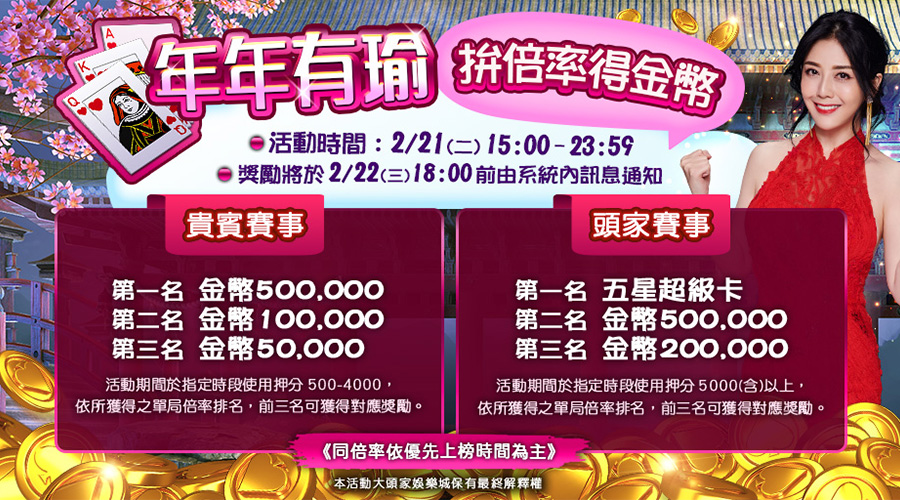 A
K
Q
年年有瑜
拚倍率得金幣
活動時間：2/21(二) 15:00-23:59
獎勵將於 2/22(三) 18:00 前由系統內訊息通知
貴賓賽事
第一名 金幣500,000
第二名 金幣100,000
第三名 金幣50,000
活動期間於指定時段使用押分 500-4000，
依所獲得之單局倍率排名，前三名可獲得對應獎勵。
頭家賽事
第一名 五星超級卡
第二名 金幣500,000
第三名 金幣200,000
活動期間於指定時段使用押分 5000(含)以上，
依所獲得之單局倍率排名，前三名可獲得對應獎勵。
《同倍率依優先上榜時間為主》
本活動大頭家娛樂城保有最終解釋權